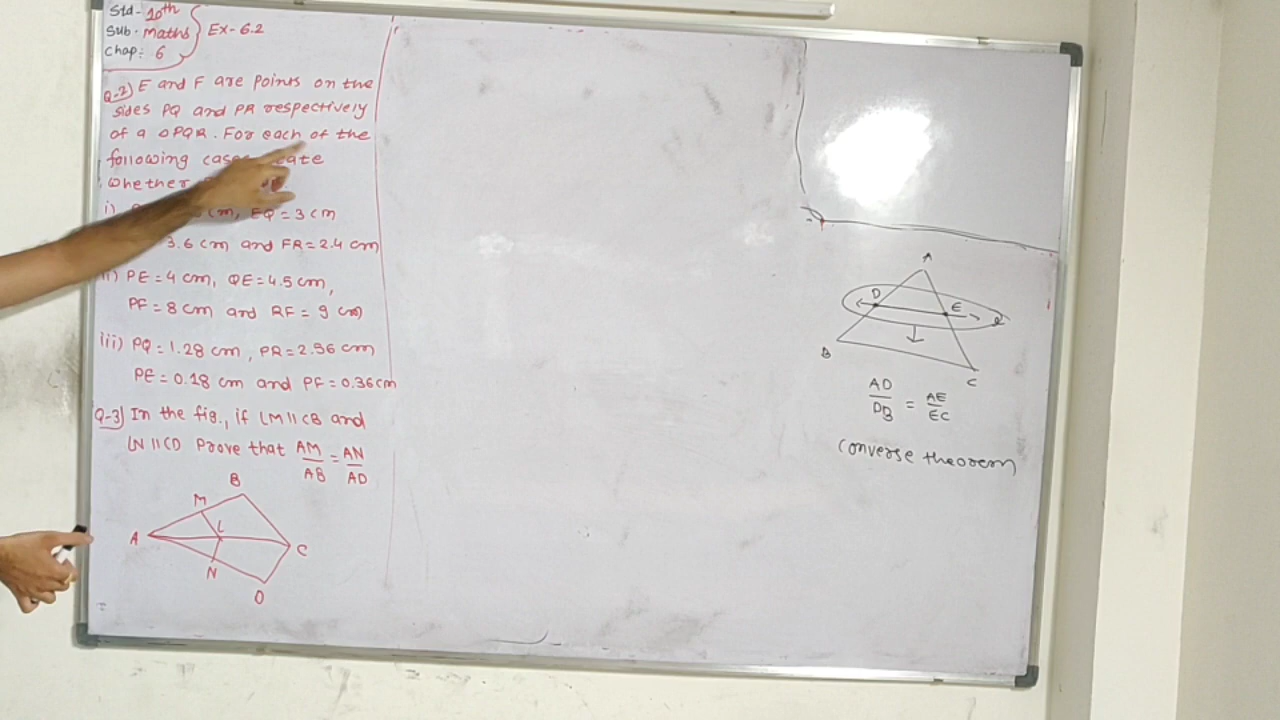 Std- 10th
Sub. maths
Chap: 6
Ex- 6.2
Q-2) E and F are points on the
sides PQ and PR respectively
of a △PQR. For each of the
following
whether
i) cm, EQ = 3 cm
3.6 cm and FR = 2.4 cm
ii) PE = 4 cm, QE = 4.5 cm,
PF = 8 cm and RF = 9 cm
iii) PQ = 1.28 cm, PR = 2.56 cm
PE = 0.18 cm and PF = 0.36 cm
Q-3) In the fig., if LM || CB and
LN || CD Prove that AM/AB = AN/AD
B
M
A
L
C
N
D
A
D
E
B
C
AD/DB = AE/EC
Converse theorem